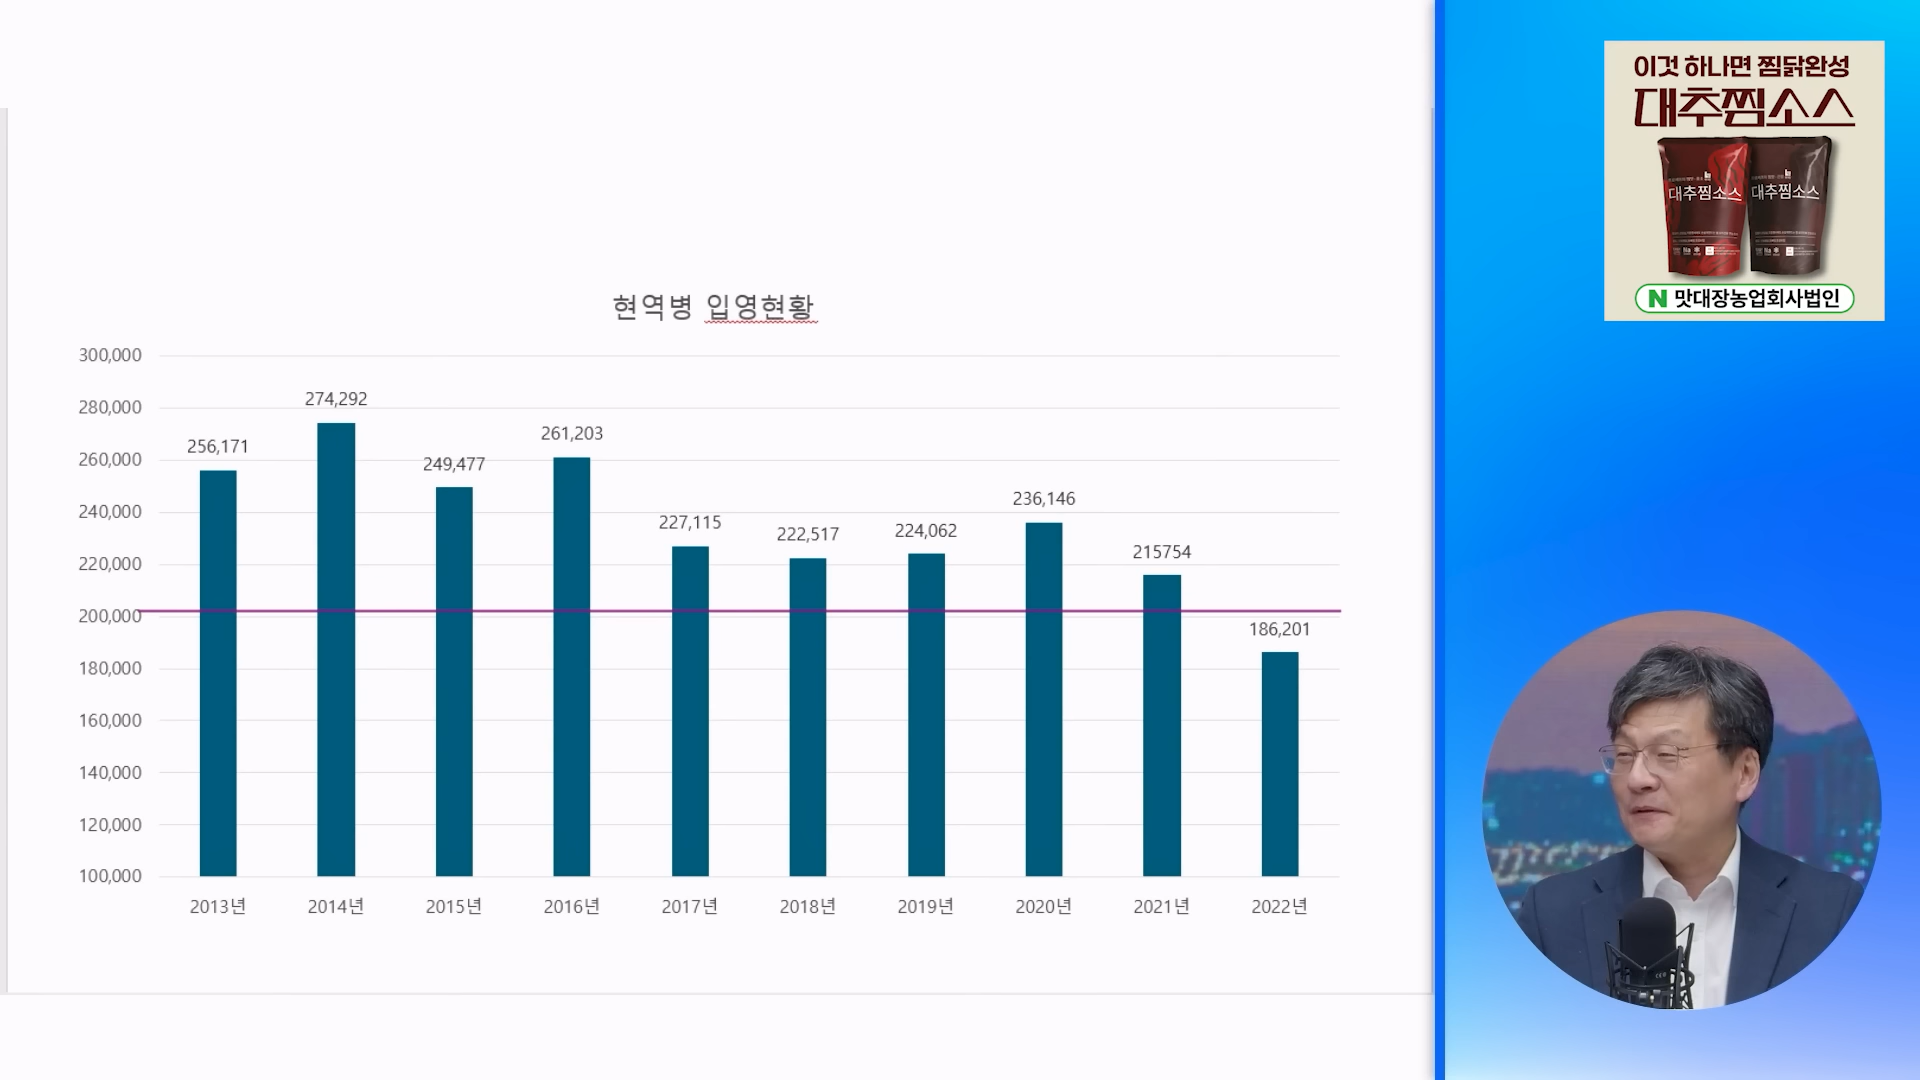 현역병 입영현황
300,000
280,000
260,000
240,000
220,000
200,000
180,000
160,000
140,000
120,000
100,000
256,171
274,292
249,477
261,203
227,115
222,517
224,062
236,146
215754
186,201
2013년
2014년
2015년
2016년
2017년
2018년
2019년
2020년
2021년
2022년
이것 하나면 찜닭완성
대추찜소스
대추찜소스
대추찜소스
N 맛대장농업회사법인